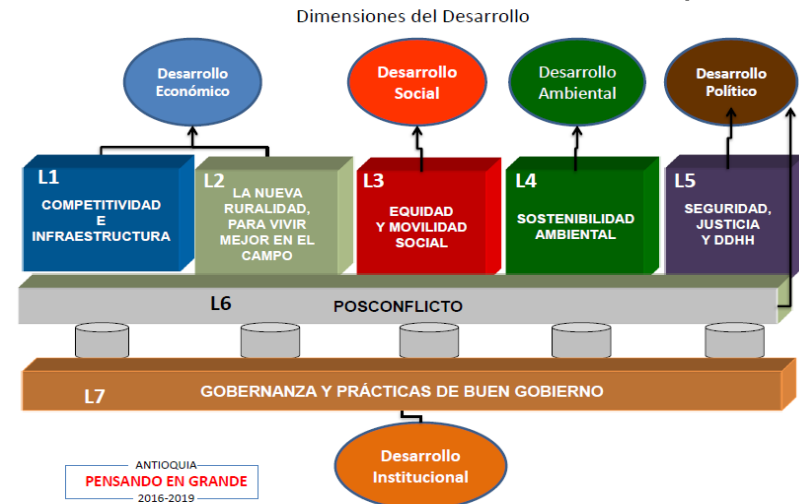 Dimensiones del Desarrollo
Desarrollo
Económico
Desarrollo
Social
Desarrollo
Ambiental
Desarrollo
Político
L1
COMPETITIVIDAD
E
INFRAESTRUCTURA
L2
LA NUEVA
RURALIDAD,
PARA VIVIR
MEJOR EN EL
CAMPO
L3
EQUIDAD
Y MOVILIDAD
SOCIAL
L4
SOSTENIBILIDAD
AMBIENTAL
L5
SEGURIDAD,
JUSTICIA
Y DDHH
L6
POSCONFLICTO
L7
GOBERNANZA Y PRÁCTICAS DE BUEN GOBIERNO
Desarrollo
Institucional
ANTIOQUIA
PENSANDO EN GRANDE
2016-2019